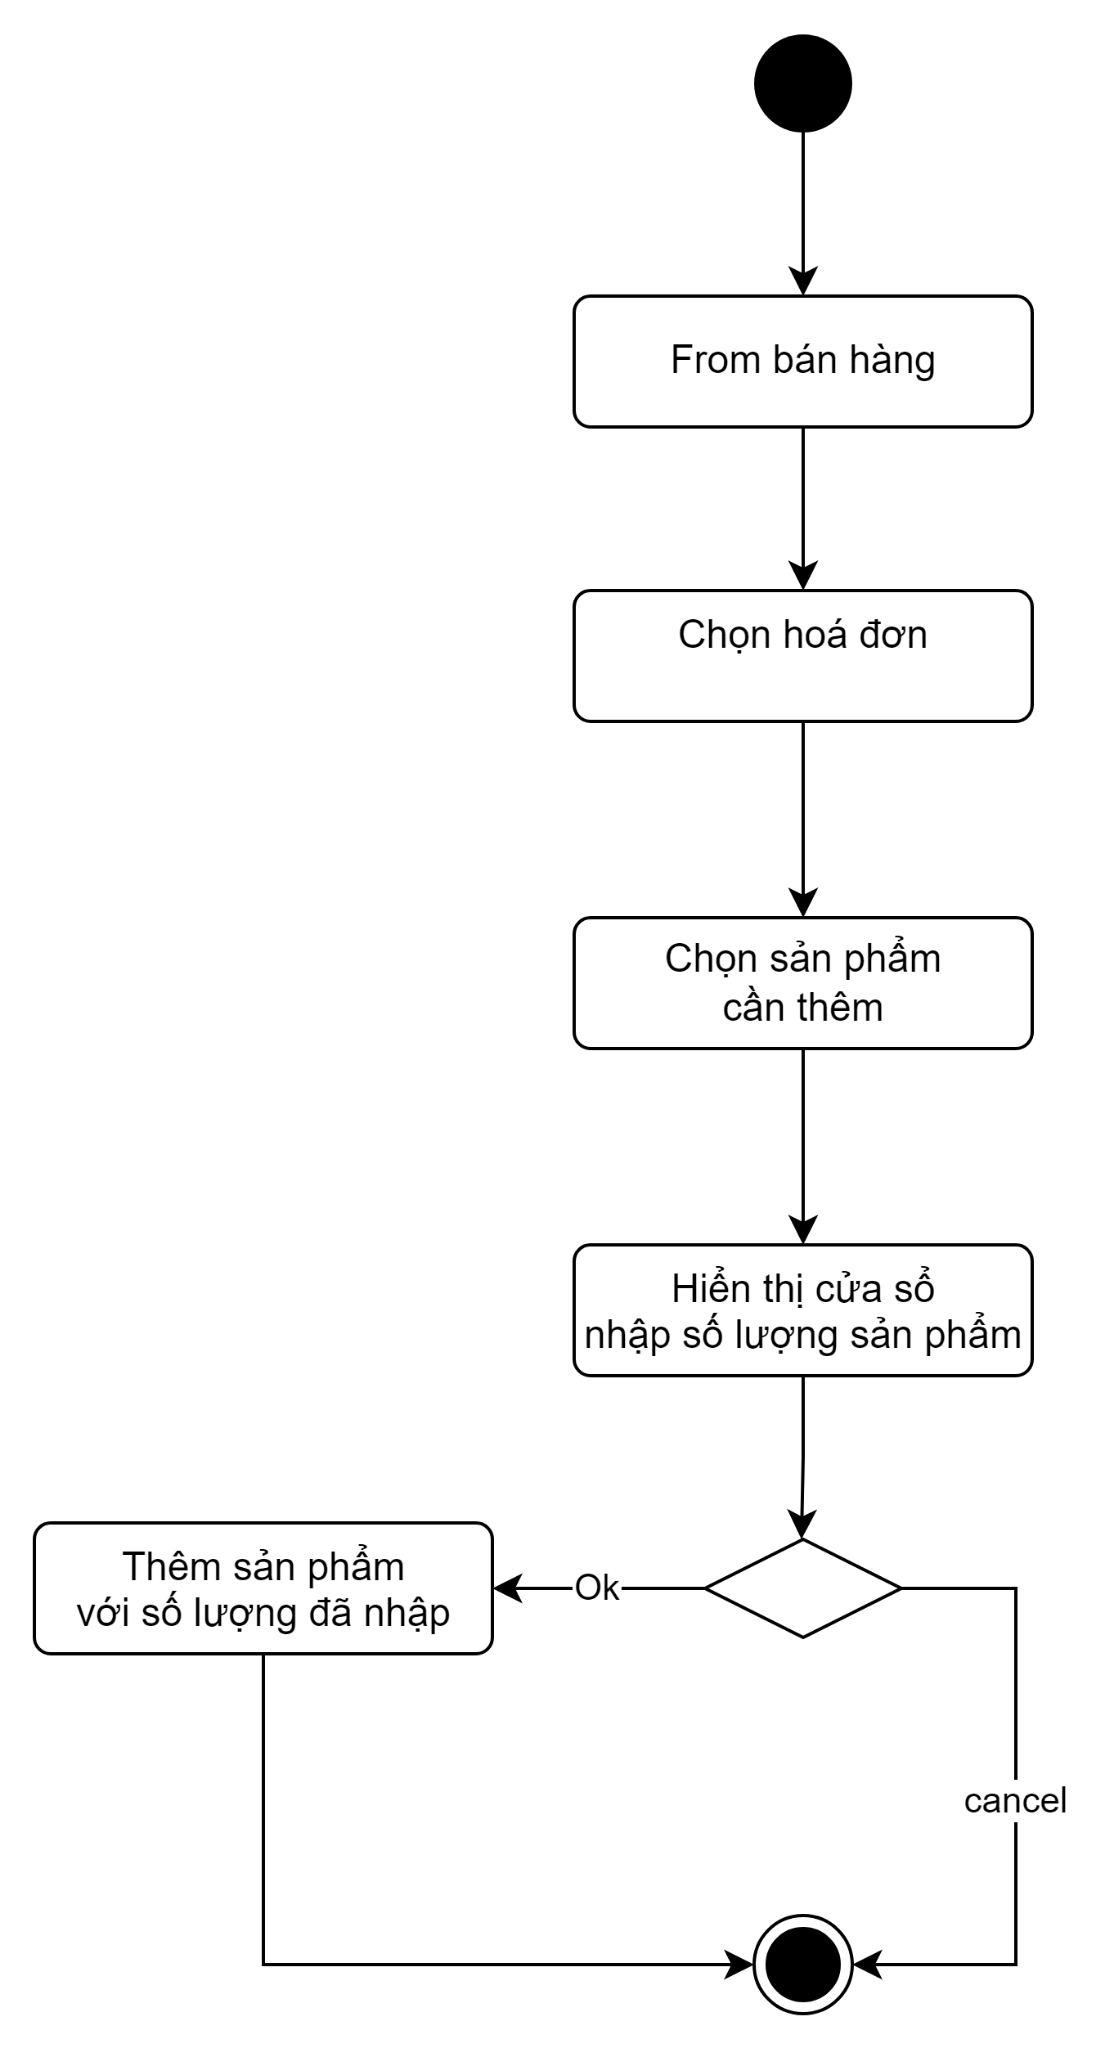 From bán hàng
Chọn hoá đơn
Chọn sản phẩm
cần thêm
Hiển thị cửa sổ
nhập số lượng sản phẩm
Thêm sản phẩm
với số lượng đã nhập
Ok
cancel